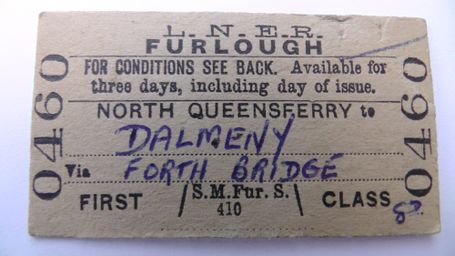 L. N. E. R.
FURLOUGH
FOR CONDITIONS SEE BACK. Available for
three days, including day of issue.
NORTH QUEENSFERRY to
DALMENY
Via FORTH BRIDGE
FIRST / S.M.Fur.S. \ CLASS
410
0460
0460